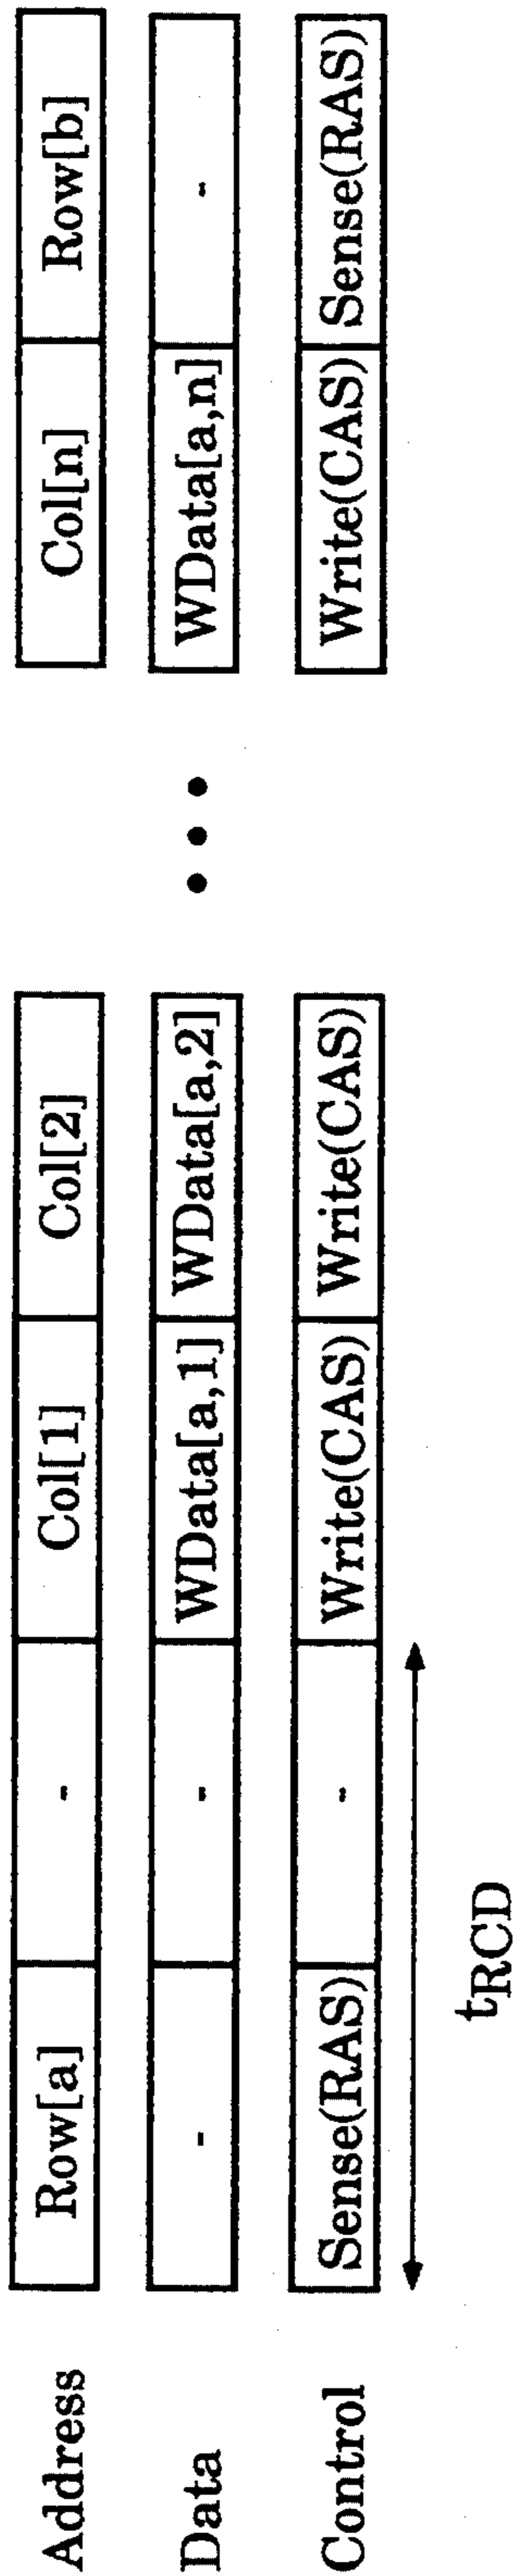 Address Row[a] - Col[1] Col[2] Col[n] Row[b]
Data - - WData[a,1] WData[a,2] ••• WData[a,n] -
Control Sense(RAS) - Write(CAS) Write(CAS) Write(CAS) Sense(RAS)
tRCD